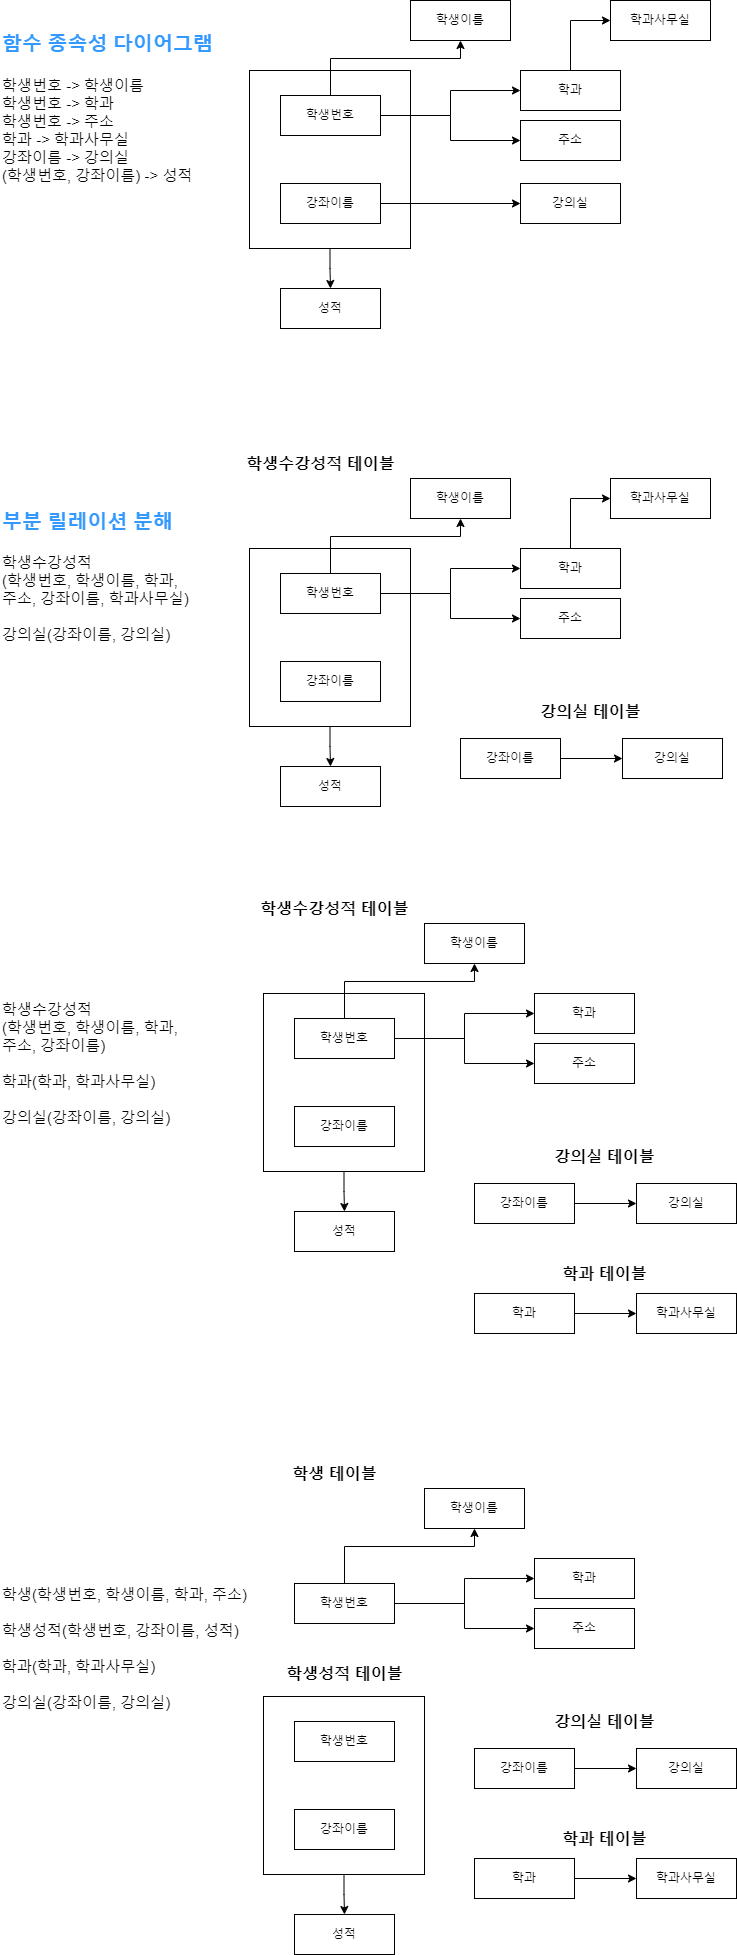 함수 종속성 다이어그램
학생번호 -> 학생이름
학생번호 -> 학과
학생번호 -> 주소
학과 -> 학과사무실
강좌이름 -> 강의실
(학생번호, 강좌이름) -> 성적
학생이름
학과사무실
학생번호
학과
주소
강좌이름
강의실
성적
학생수강성적 테이블
부분 릴레이션 분해
학생수강성적
(학생번호, 학생이름, 학과,
주소, 강좌이름, 학과사무실)
강의실(강좌이름, 강의실)
학생이름
학과사무실
학생번호
학과
주소
강좌이름
성적
강의실 테이블
강좌이름
강의실
학생수강성적 테이블
학생수강성적
(학생번호, 학생이름, 학과,
주소, 강좌이름)
학과(학과, 학과사무실)
강의실(강좌이름, 강의실)
학생이름
학생번호
학과
주소
강좌이름
성적
강의실 테이블
강좌이름
강의실
학과 테이블
학과
학과사무실
학생 테이블
학생이름
학생번호
학과
주소
학생(학생번호, 학생이름, 학과, 주소)
학생성적(학생번호, 강좌이름, 성적)
학과(학과, 학과사무실)
강의실(강좌이름, 강의실)
학생성적 테이블
학생번호
강좌이름
성적
강의실 테이블
강좌이름
강의실
학과 테이블
학과
학과사무실